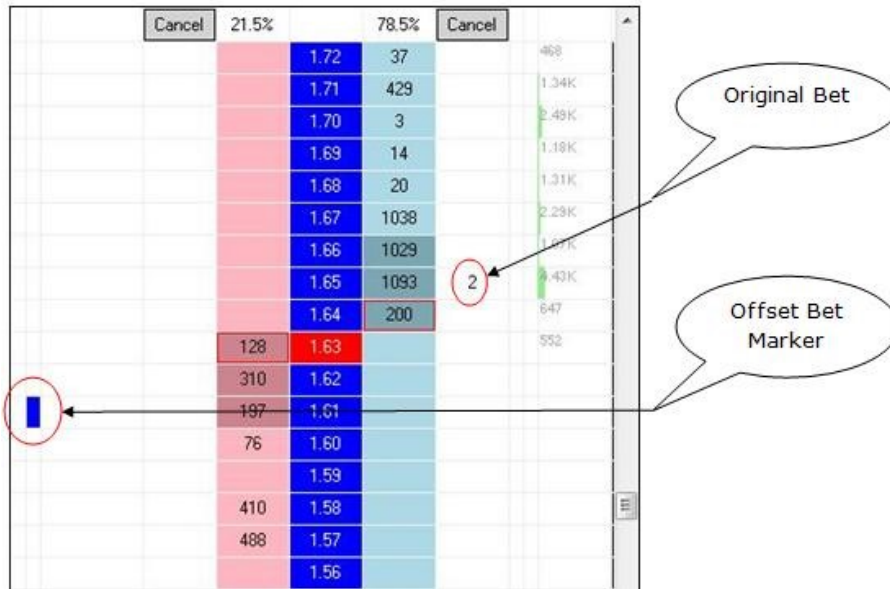 Cancel 21.5% 78.5% Cancel
1.72 37 468
1.71 429 1.34K
1.70 3 2.49K
1.69 14 1.18K
1.68 20 1.31K
1.67 1038 2.29K
1.66 1029
1.65 1093 2 4.43K
1.64 200 647
128 1.63 552
310 1.62
197 1.61
76 1.60
1.59
410 1.58
488 1.57
1.56
Original Bet
Offset Bet
Marker